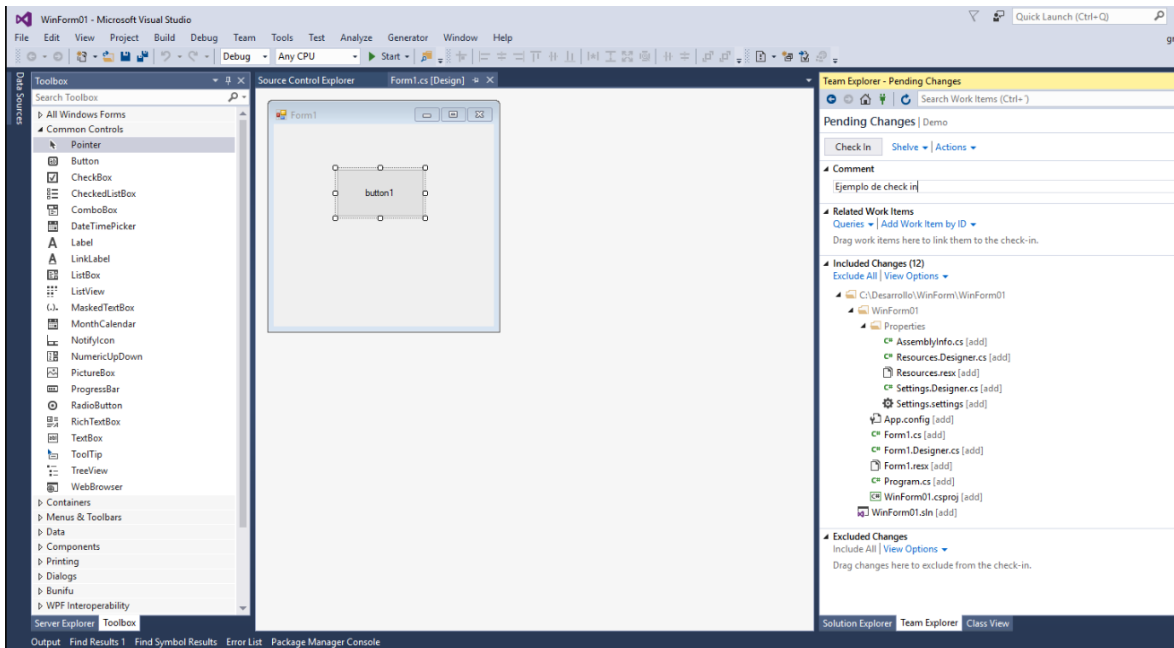 WinForm01 - Microsoft Visual Studio
Quick Launch (Ctrl+Q)
File Edit View Project Build Debug Team Tools Test Analyze Generator Window Help
Debug Any CPU Start
Data Sources
Toolbox
Search Toolbox
All Windows Forms
Common Controls
Pointer
Button
CheckBox
CheckedListBox
ComboBox
DateTimePicker
Label
LinkLabel
ListBox
ListView
MaskedTextBox
MonthCalendar
NotifyIcon
NumericUpDown
PictureBox
ProgressBar
RadioButton
RichTextBox
TextBox
ToolTip
TreeView
WebBrowser
Containers
Menus & Toolbars
Data
Components
Printing
Dialogs
Bunifu
WPF Interoperability
Server Explorer Toolbox
Source Control Explorer Form1.cs [Design]
Form1
button1
Team Explorer - Pending Changes
Search Work Items (Ctrl+')
Pending Changes | Demo
Check In Shelve | Actions
Comment
Ejemplo de check in
Related Work Items
Queries | Add Work Item by ID
Drag work items here to link them to the check-in.
Included Changes (12)
Exclude All | View Options
C:\Desarrollo\WinForm\WinForm01
WinForm01
Properties
AssemblyInfo.cs [add]
Resources.Designer.cs [add]
Resources.resx [add]
Settings.Designer.cs [add]
Settings.settings [add]
App.config [add]
Form1.cs [add]
Form1.Designer.cs [add]
Form1.resx [add]
Program.cs [add]
WinForm01.csproj [add]
WinForm01.sln [add]
Excluded Changes
Include All | View Options
Drag changes here to exclude from the check-in.
Solution Explorer Team Explorer Class View
Output Find Results 1 Find Symbol Results Error List Package Manager Console